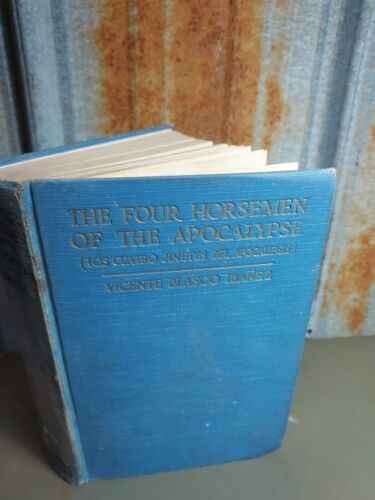 THE FOUR HORSEMEN
OF THE APOCALYPSE
(LOS CUATRO JINETES DEL APOCALIPSIS)
VICENTE BLASCO IBAÑEZ